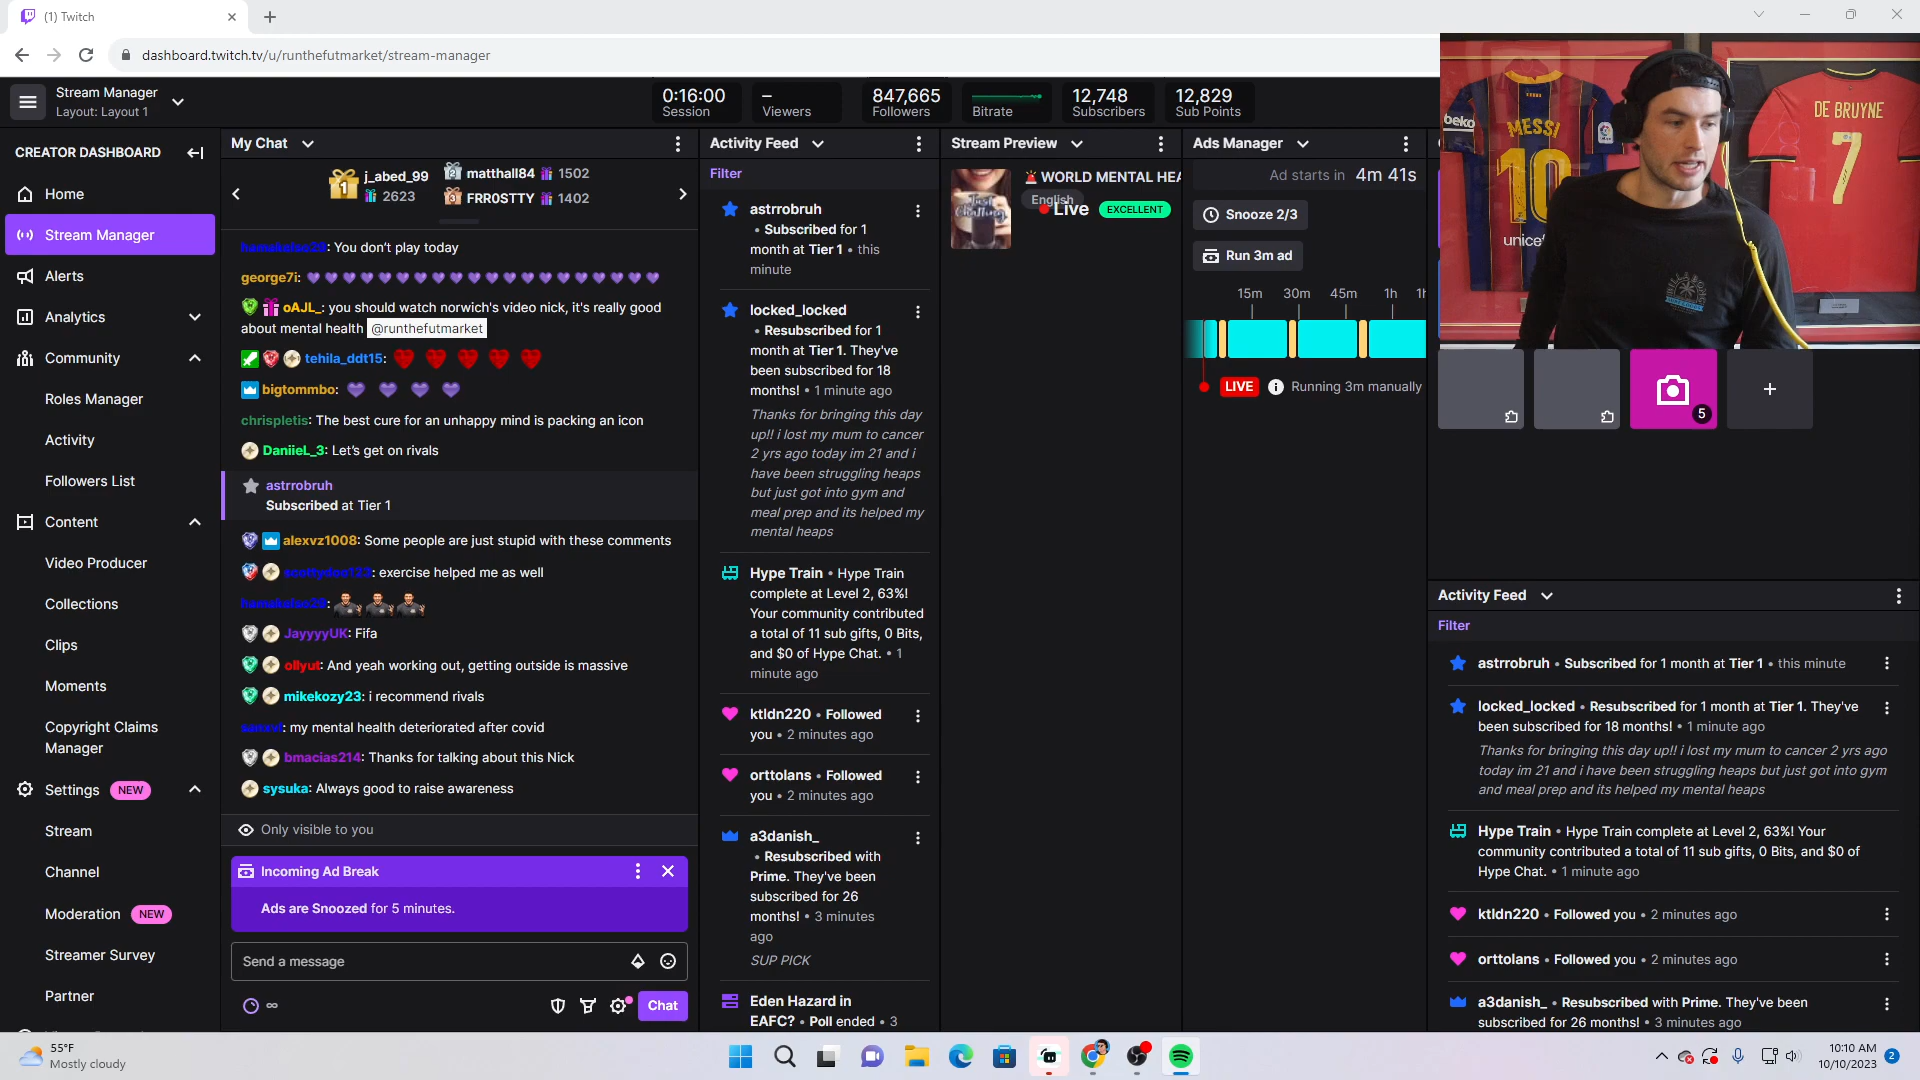 (1) Twitch
dashboard.twitch.tv/u/runthefutmarket/stream-manager
Stream Manager
Layout: Layout 1
0:16:00
Session
–
Viewers
847,665
Followers
Bitrate
12,748
Subscribers
12,829
Sub Points
CREATOR DASHBOARD
Home
Stream Manager
Alerts
Analytics
Community
Roles Manager
Activity
Followers List
Content
Video Producer
Collections
Clips
Moments
Copyright Claims
Manager
Settings NEW
Stream
Channel
Moderation NEW
Streamer Survey
Partner
My Chat
1
j_abed_99
2623
2 matthall84 1502
3 FRR0STTY 1402
: You don't play today
george7i:
oAJL_: you should watch norwich's video nick, it's really good
about mental health @runthefutmarket
tehila_ddt15:
bigtommbo:
chrispletis: The best cure for an unhappy mind is packing an icon
DaniieL_3: Let's get on rivals
astrrobruh
Subscribed at Tier 1
alexvz1008: Some people are just stupid with these comments
: exercise helped me as well
JayyyyUK: Fifa
ollyut: And yeah working out, getting outside is massive
mikekozy23: i recommend rivals
: my mental health deteriorated after covid
bmacias214: Thanks for talking about this Nick
sysuka: Always good to raise awareness
Only visible to you
Incoming Ad Break
Ads are Snoozed for 5 minutes.
Send a message
∞
Chat
Activity Feed
Filter
astrrobruh
• Subscribed for 1
month at Tier 1 • this
minute
locked_locked
• Resubscribed for 1
month at Tier 1. They've
been subscribed for 18
months! • 1 minute ago
Thanks for bringing this day
up!! i lost my mum to cancer
2 yrs ago today im 21 and i
have been struggling heaps
but just got into gym and
meal prep and its helped my
mental heaps
Hype Train • Hype Train
complete at Level 2, 63%!
Your community contributed
a total of 11 sub gifts, 0 Bits,
and $0 of Hype Chat. • 1
minute ago
ktldn220 • Followed
you • 2 minutes ago
orttolans • Followed
you • 2 minutes ago
a3danish_
• Resubscribed with
Prime. They've been
subscribed for 26
months! • 3 minutes
ago
SUP PICK
Eden Hazard in
EAFC? • Poll ended • 3
Stream Preview
Just Chatting
WORLD MENTAL HEA
English
Live
EXCELLENT
Ads Manager
Ad starts in 4m 41s
Snooze 2/3
Run 3m ad
15m 30m 45m 1h 1h
LIVE Running 3m manually
beko
MESSI
10
unice
DE BRUYNE
7
5
+
Activity Feed
Filter
astrrobruh • Subscribed for 1 month at Tier 1 • this minute
locked_locked • Resubscribed for 1 month at Tier 1. They've
been subscribed for 18 months! • 1 minute ago
Thanks for bringing this day up!! i lost my mum to cancer 2 yrs ago
today im 21 and i have been struggling heaps but just got into gym
and meal prep and its helped my mental heaps
Hype Train • Hype Train complete at Level 2, 63%! Your
community contributed a total of 11 sub gifts, 0 Bits, and $0 of
Hype Chat. • 1 minute ago
ktldn220 • Followed you • 2 minutes ago
orttolans • Followed you • 2 minutes ago
a3danish_ • Resubscribed with Prime. They've been
subscribed for 26 months! • 3 minutes ago
55°F
Mostly cloudy
10:10 AM
10/10/2023
2